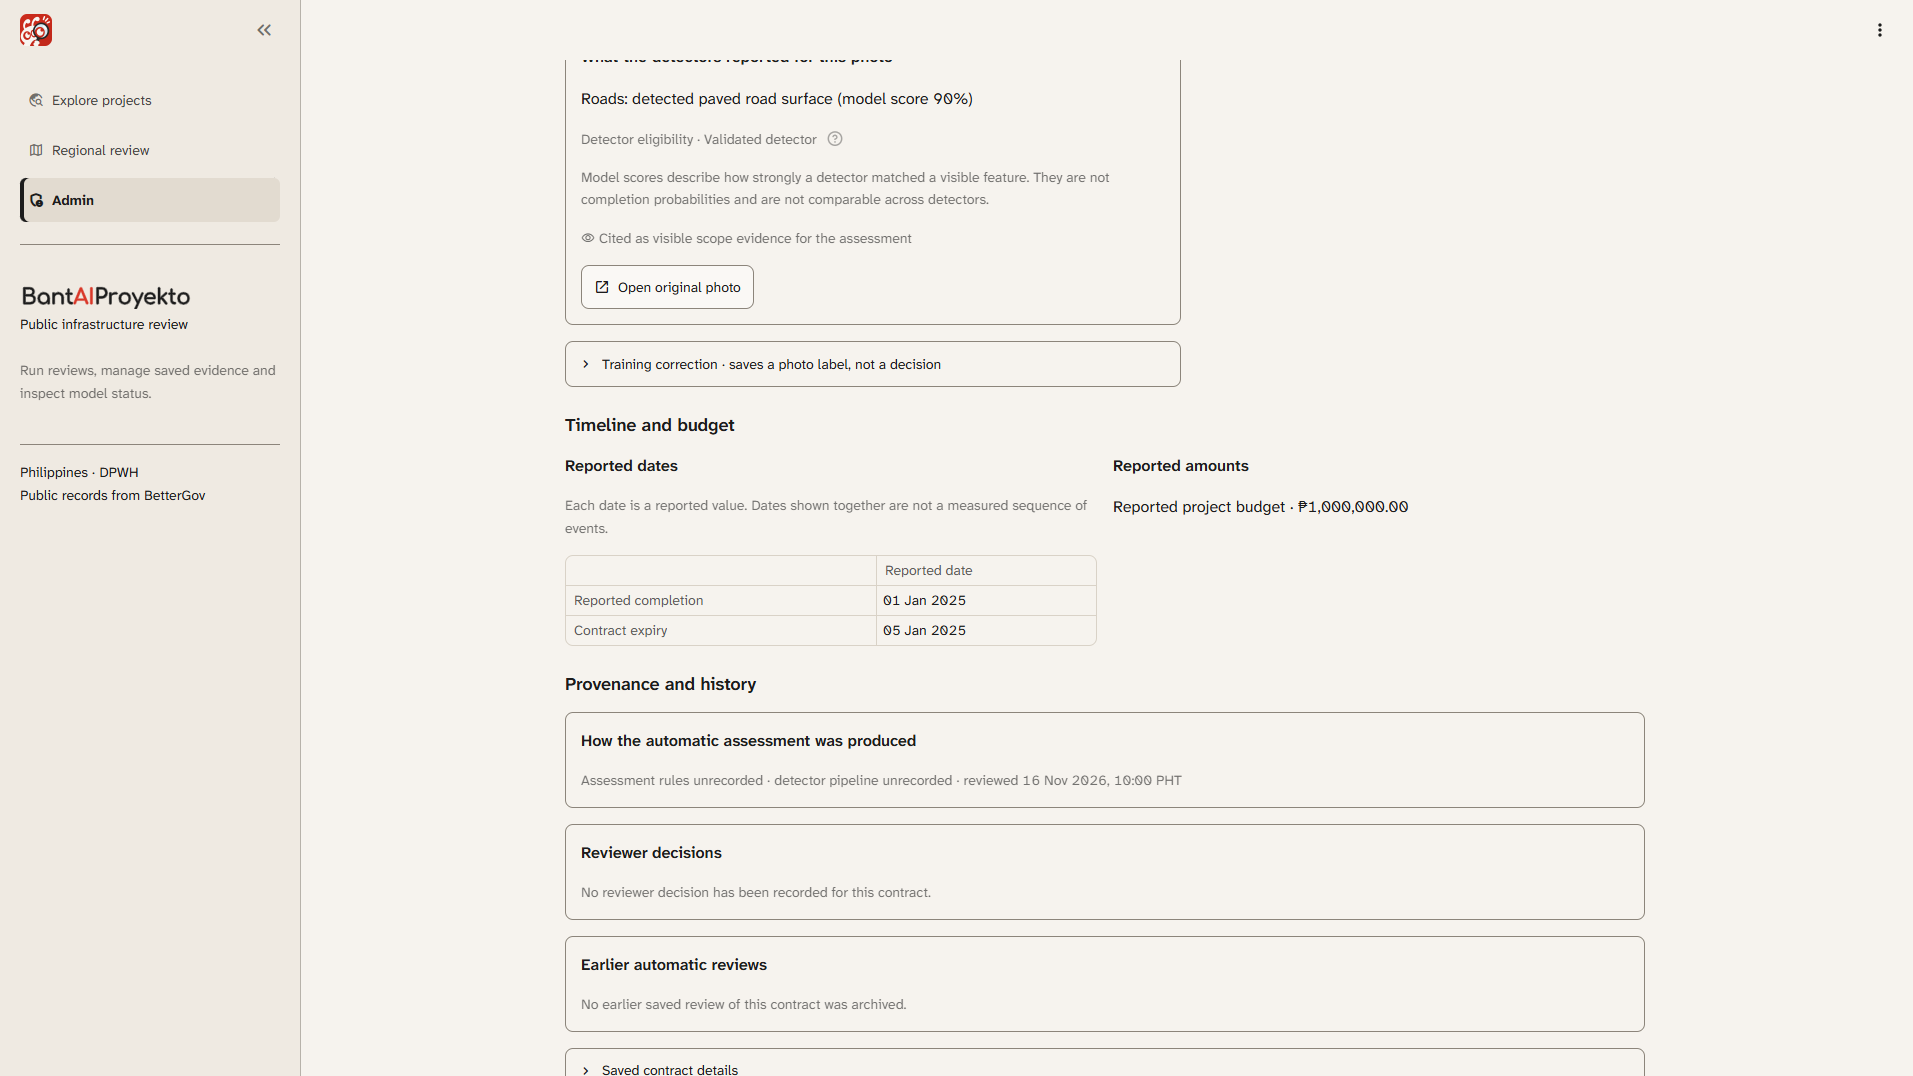 Explore projects
Regional review
Admin
BantAIProyekto
Public infrastructure review
Run reviews, manage saved evidence and
inspect model status.
Philippines · DPWH
Public records from BetterGov
What the detectors reported for this photo
Roads: detected paved road surface (model score 90%)
Detector eligibility · Validated detector
Model scores describe how strongly a detector matched a visible feature. They are not
completion probabilities and are not comparable across detectors.
Cited as visible scope evidence for the assessment
Open original photo
Training correction · saves a photo label, not a decision
Timeline and budget
Reported dates
Each date is a reported value. Dates shown together are not a measured sequence of
events.
Reported date
Reported completion 01 Jan 2025
Contract expiry 05 Jan 2025
Reported amounts
Reported project budget · ₱1,000,000.00
Provenance and history
How the automatic assessment was produced
Assessment rules unrecorded · detector pipeline unrecorded · reviewed 16 Nov 2026, 10:00 PHT
Reviewer decisions
No reviewer decision has been recorded for this contract.
Earlier automatic reviews
No earlier saved review of this contract was archived.
Saved contract details